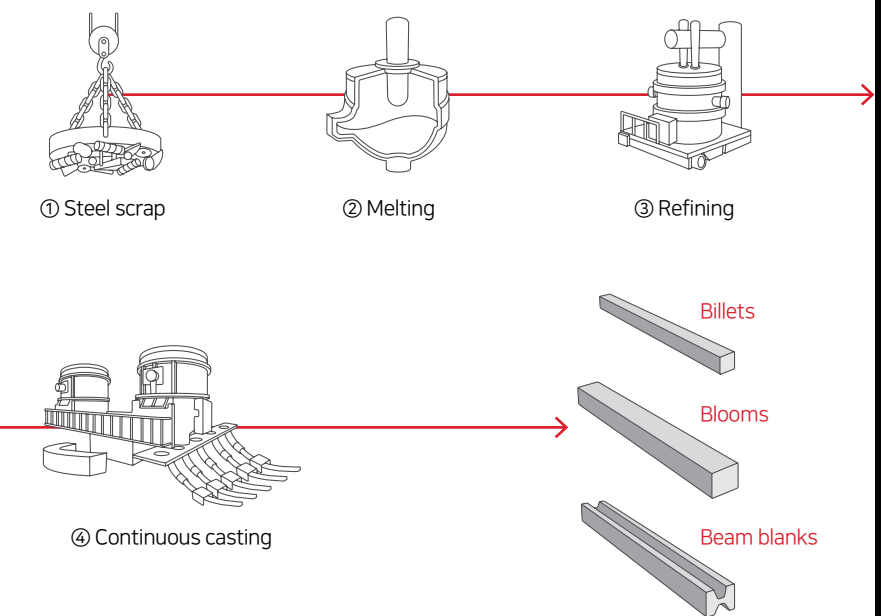 ① Steel scrap
② Melting
③ Refining
Billets
Blooms
④ Continuous casting
Beam blanks